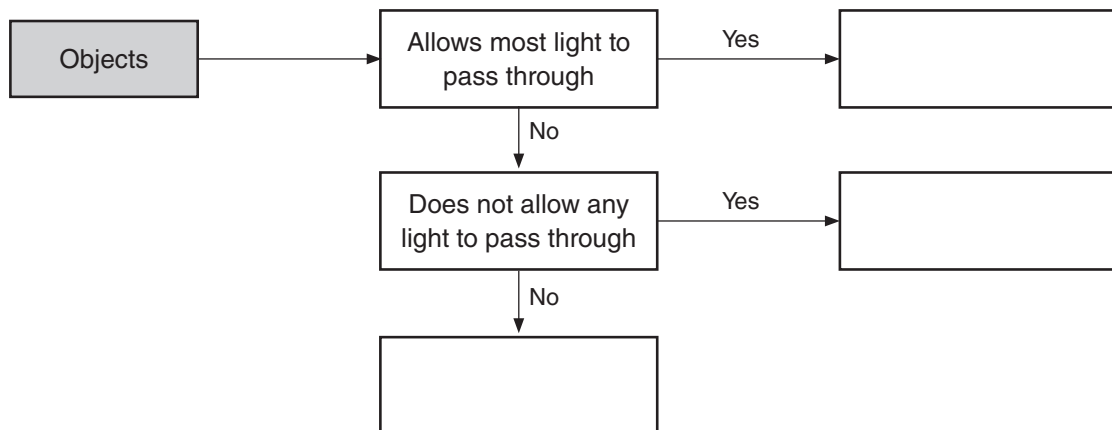 Objects
Allows most light to
pass through
Yes
No
Does not allow any
light to pass through
Yes
No